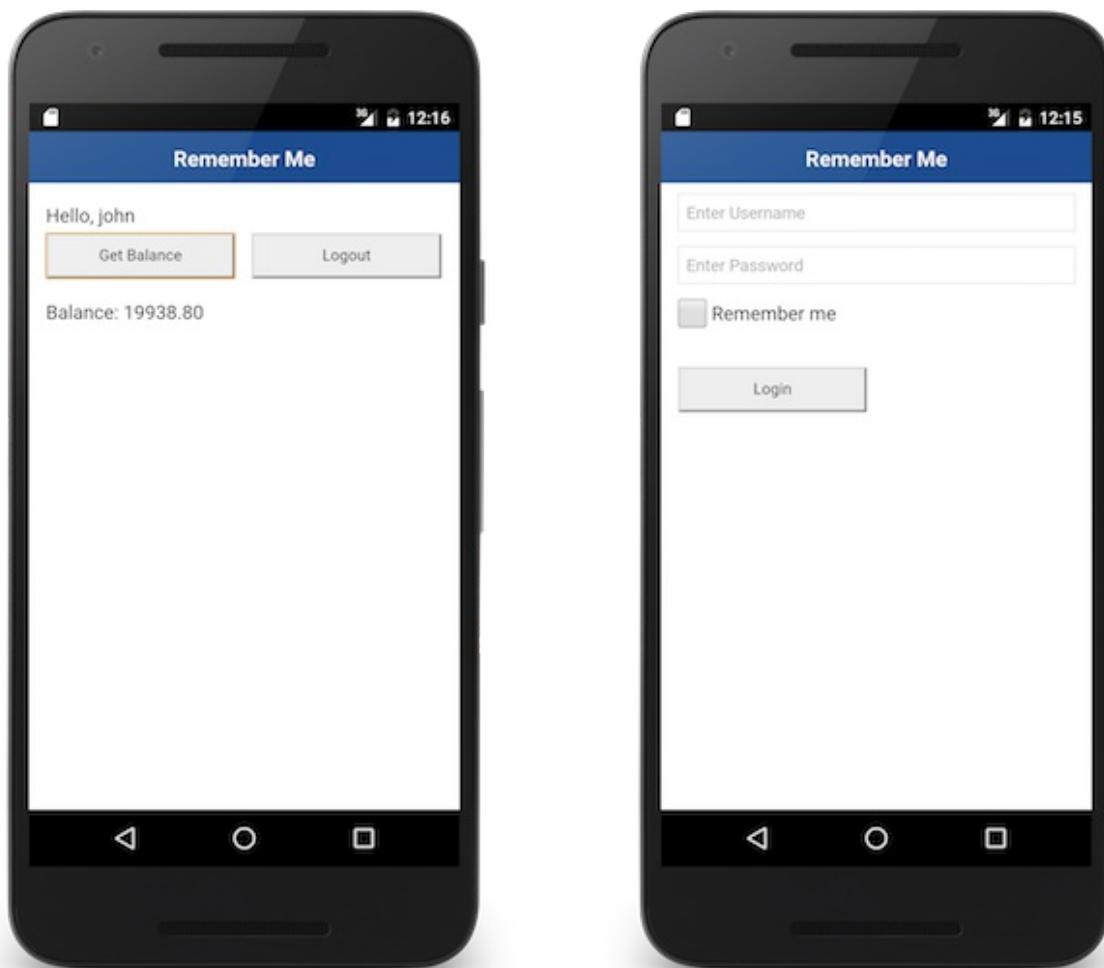 12:16
Remember Me
Hello, john
Get Balance
Logout
Balance: 19938.80
12:15
Remember Me
Enter Username
Enter Password
Remember me
Login